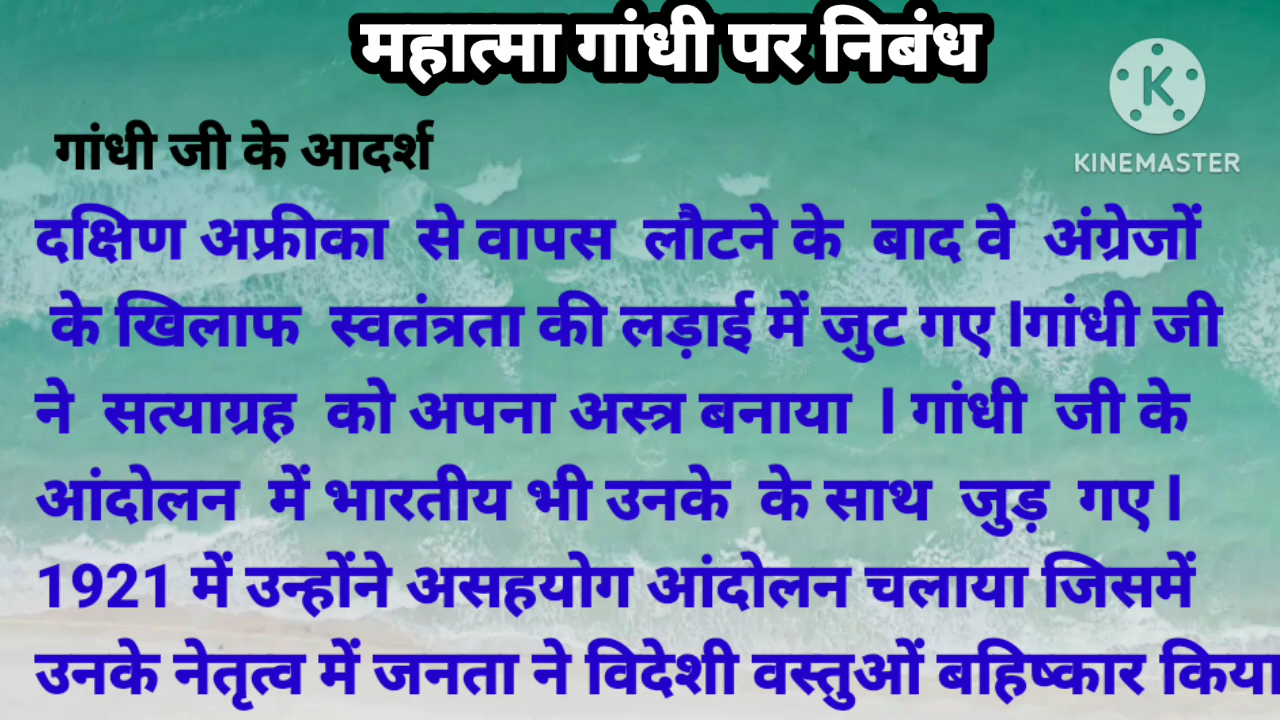 महात्मा गांधी पर निबंध
KINEMASTER
गांधी जी के आदर्श
दक्षिण अफ्रीका से वापस लौटने के बाद वे अंग्रेजों
के खिलाफ स्वतंत्रता की लड़ाई में जुट गए lगांधी जी
ने सत्याग्रह को अपना अस्त्र बनाया l गांधी जी के
आंदोलन में भारतीय भी उनके के साथ जुड़ गए l
1921 में उन्होंने असहयोग आंदोलन चलाया जिसमें
उनके नेतृत्व में जनता ने विदेशी वस्तुओं बहिष्कार किया